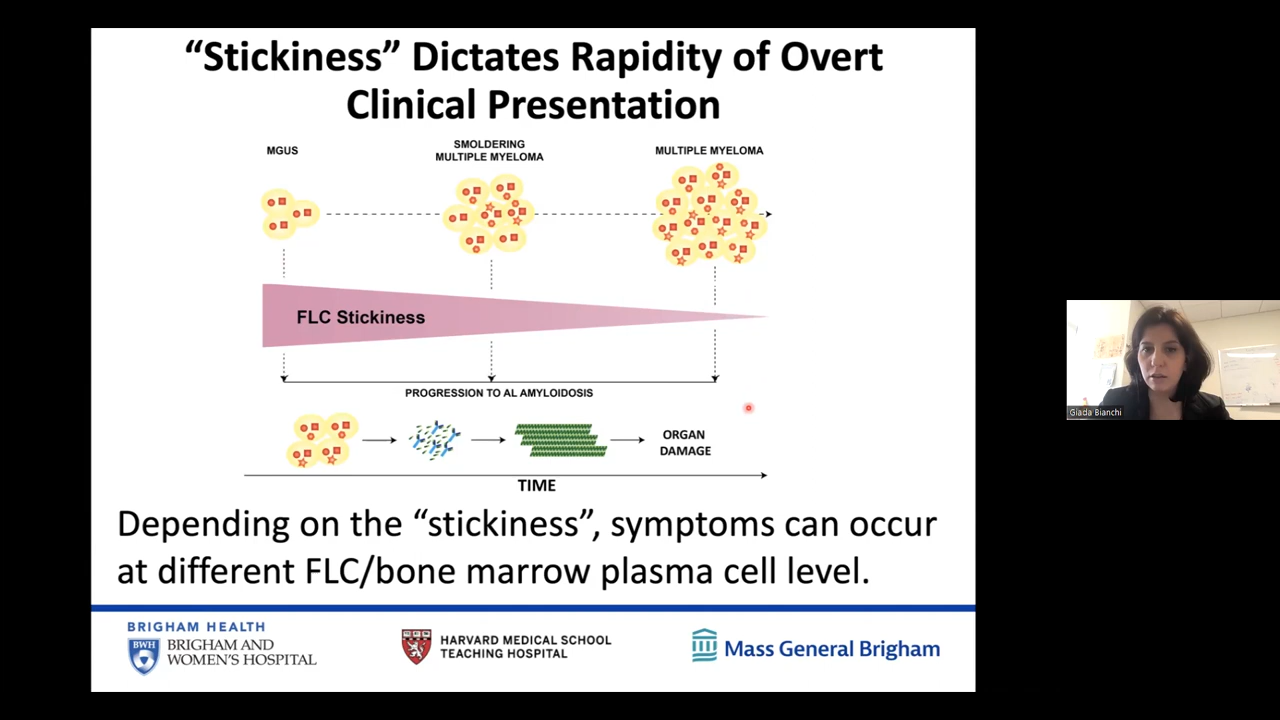 “Stickiness” Dictates Rapidity of Overt
Clinical Presentation
MGUS
SMOLDERING
MULTIPLE MYELOMA
MULTIPLE MYELOMA
FLC Stickiness
PROGRESSION TO AL AMYLOIDOSIS
ORGAN
DAMAGE
TIME
Depending on the “stickiness”, symptoms can occur
at different FLC/bone marrow plasma cell level.
BRIGHAM HEALTH
BWH
BRIGHAM AND
WOMEN’S HOSPITAL
HARVARD MEDICAL SCHOOL
TEACHING HOSPITAL
Mass General Brigham
Giada Bianchi